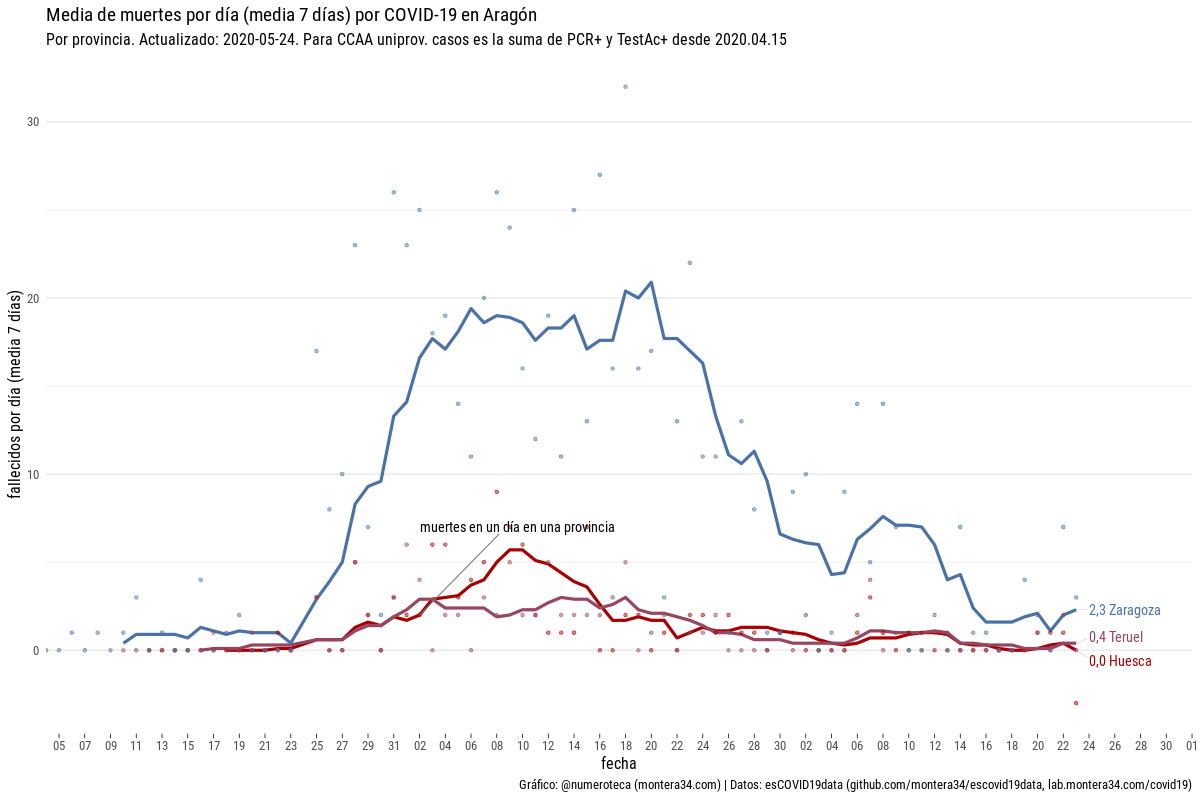 Media de muertes por día (media 7 días) por COVID-19 en Aragón
Por provincia. Actualizado: 2020-05-24. Para CCAA uniprov. casos es la suma de PCR+ y TestAc+ desde 2020.04.15
30
20
10
0
fallecidos por día (media 7 días)
muertes en un día en una provincia
2,3 Zaragoza
0,4 Teruel
0,0 Huesca
05 07 09 11 13 15 17 19 21 23 25 27 29 31 02 04 06 08 10 12 14 16 18 20 22 24 26 28 30 02 04 06 08 10 12 14 16 18 20 22 24 26 28 30 01
fecha
Gráfico: @numeroteca (montera34.com) | Datos: esCOVID19data (github.com/montera34/escovid19data, lab.montera34.com/covid19)